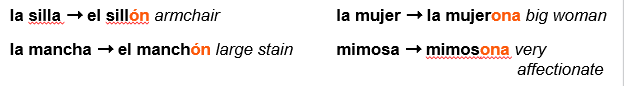 la silla → el sillón armchair
la mujer → la mujerona big woman
la mancha → el manchón large stain
mimosa → mimosona very
affectionate